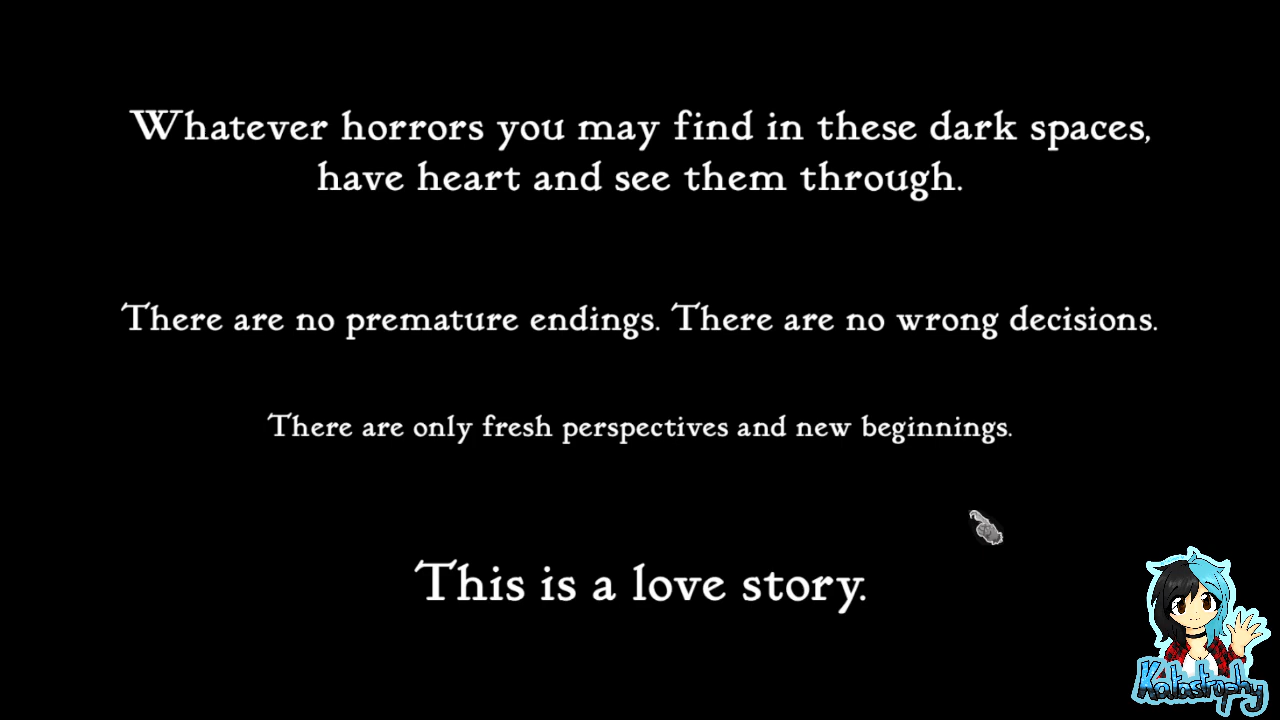 Whatever horrors you may find in these dark spaces,
have heart and see them through.
There are no premature endings. There are no wrong decisions.
There are only fresh perspectives and new beginnings.
This is a love story.
Katastrophy